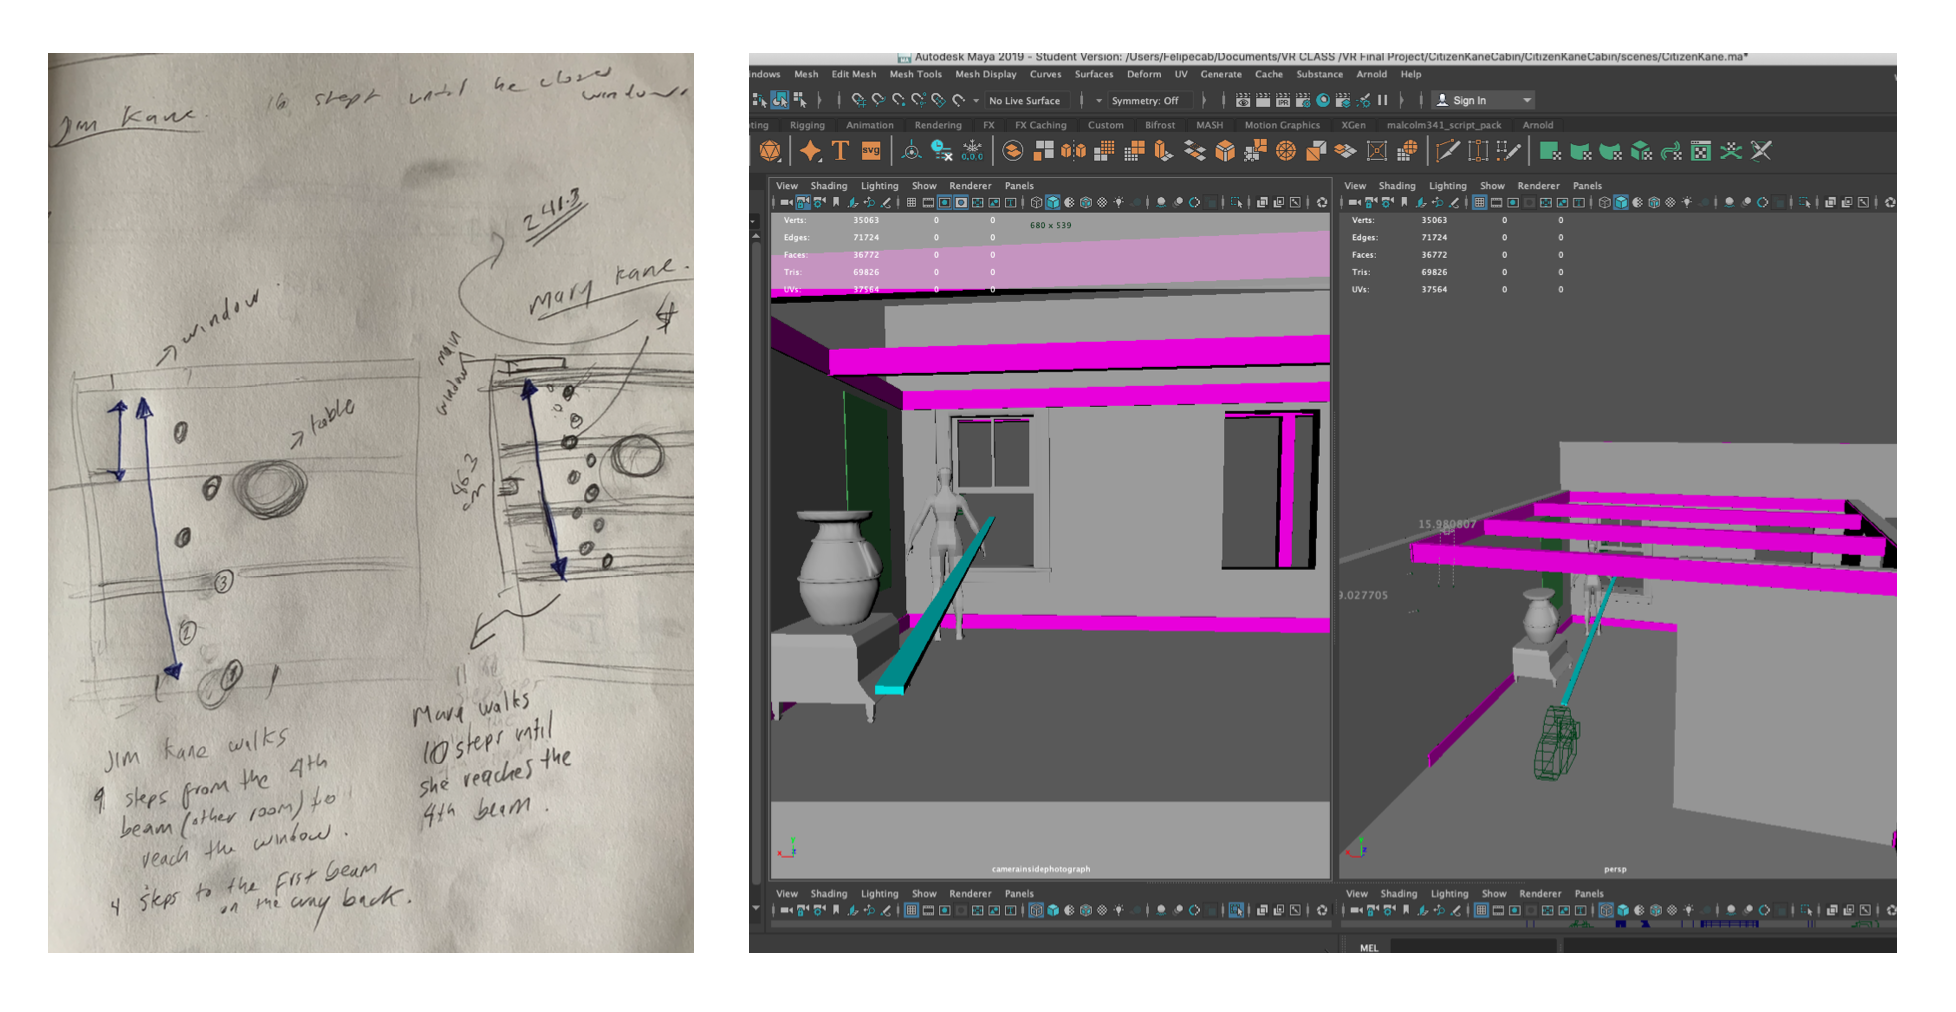 Jim Kane.
16 steps until he closes
window.
241.3
Mary Kane.
4
window.
main
window
table
463
cm
3
2
1
11
JIM Kane walks
9 steps from the 4th
beam (other room) to
reach the window.
4 steps to the first beam
on the way back.
Mary walks
10 steps until
she reaches the
4th beam.
Autodesk Maya 2019 - Student Version: /Users/Felipecab/Documents/VR CLASS /VR Final Project/CitizenKaneCabin/CitizenKaneCabin/scenes/CitizenKane.ma*
ndows Mesh Edit Mesh Mesh Tools Mesh Display Curves Surfaces Deform UV Generate Cache Substance Arnold Help
No Live Surface Symmetry: Off IPR Sign In
ting Rigging Animation Rendering FX FX Caching Custom Bifrost MASH Motion Graphics XGen malcolm341_script_pack Arnold
T svg 0,0,0
View Shading Lighting Show Renderer Panels
Verts: 35063 0 0
680 x 539
Edges: 71724 0 0
Faces: 36772 0 0
Tris: 69826 0 0
UVs: 37564 0 0
camerainsidephotograph
View Shading Lighting Show Renderer Panels
View Shading Lighting Show Renderer Panels
Verts: 35063 0 0
Edges: 71724 0 0
Faces: 36772 0 0
Tris: 69826 0 0
UVs: 37564 0 0
15.980807
9.027705
persp
View Shading Lighting Show Renderer Panels
MEL